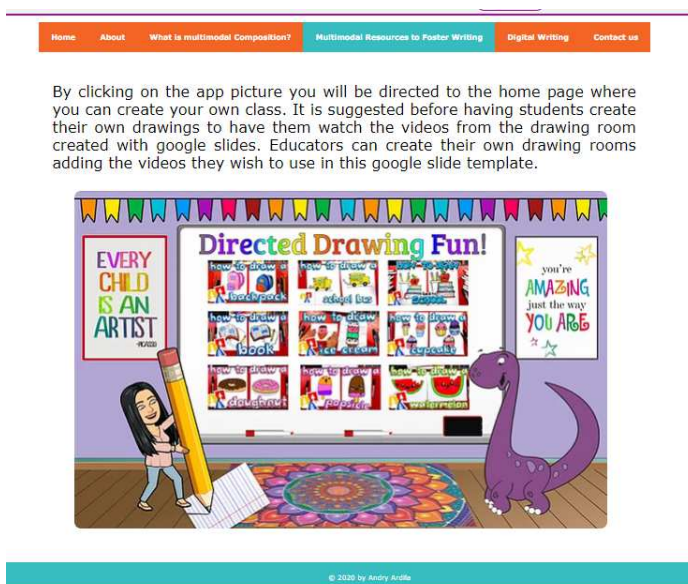 Home About What is multimodal Composition? Multimodal Resources to Foster Writing Digital Writing Contact us
By clicking on the app picture you will be directed to the home page where
you can create your own class. It is suggested before having students create
their own drawings to have them watch the videos from the drawing room
created with google slides. Educators can create their own drawing rooms
adding the videos they wish to use in this google slide template.
Directed Drawing Fun!
EVERY
CHILD
IS AN
ARTIST
-PICASSO
how to draw a
backpack
how to draw a
school bus
how to draw a
book
how to draw
ice cream
how to draw a
cupcake
how to draw a
doughnut
how to draw a
popsicle
how to draw a
watermelon
you're
AMAZING
just the way
YOU ARE
© 2020 by Andry Ardila